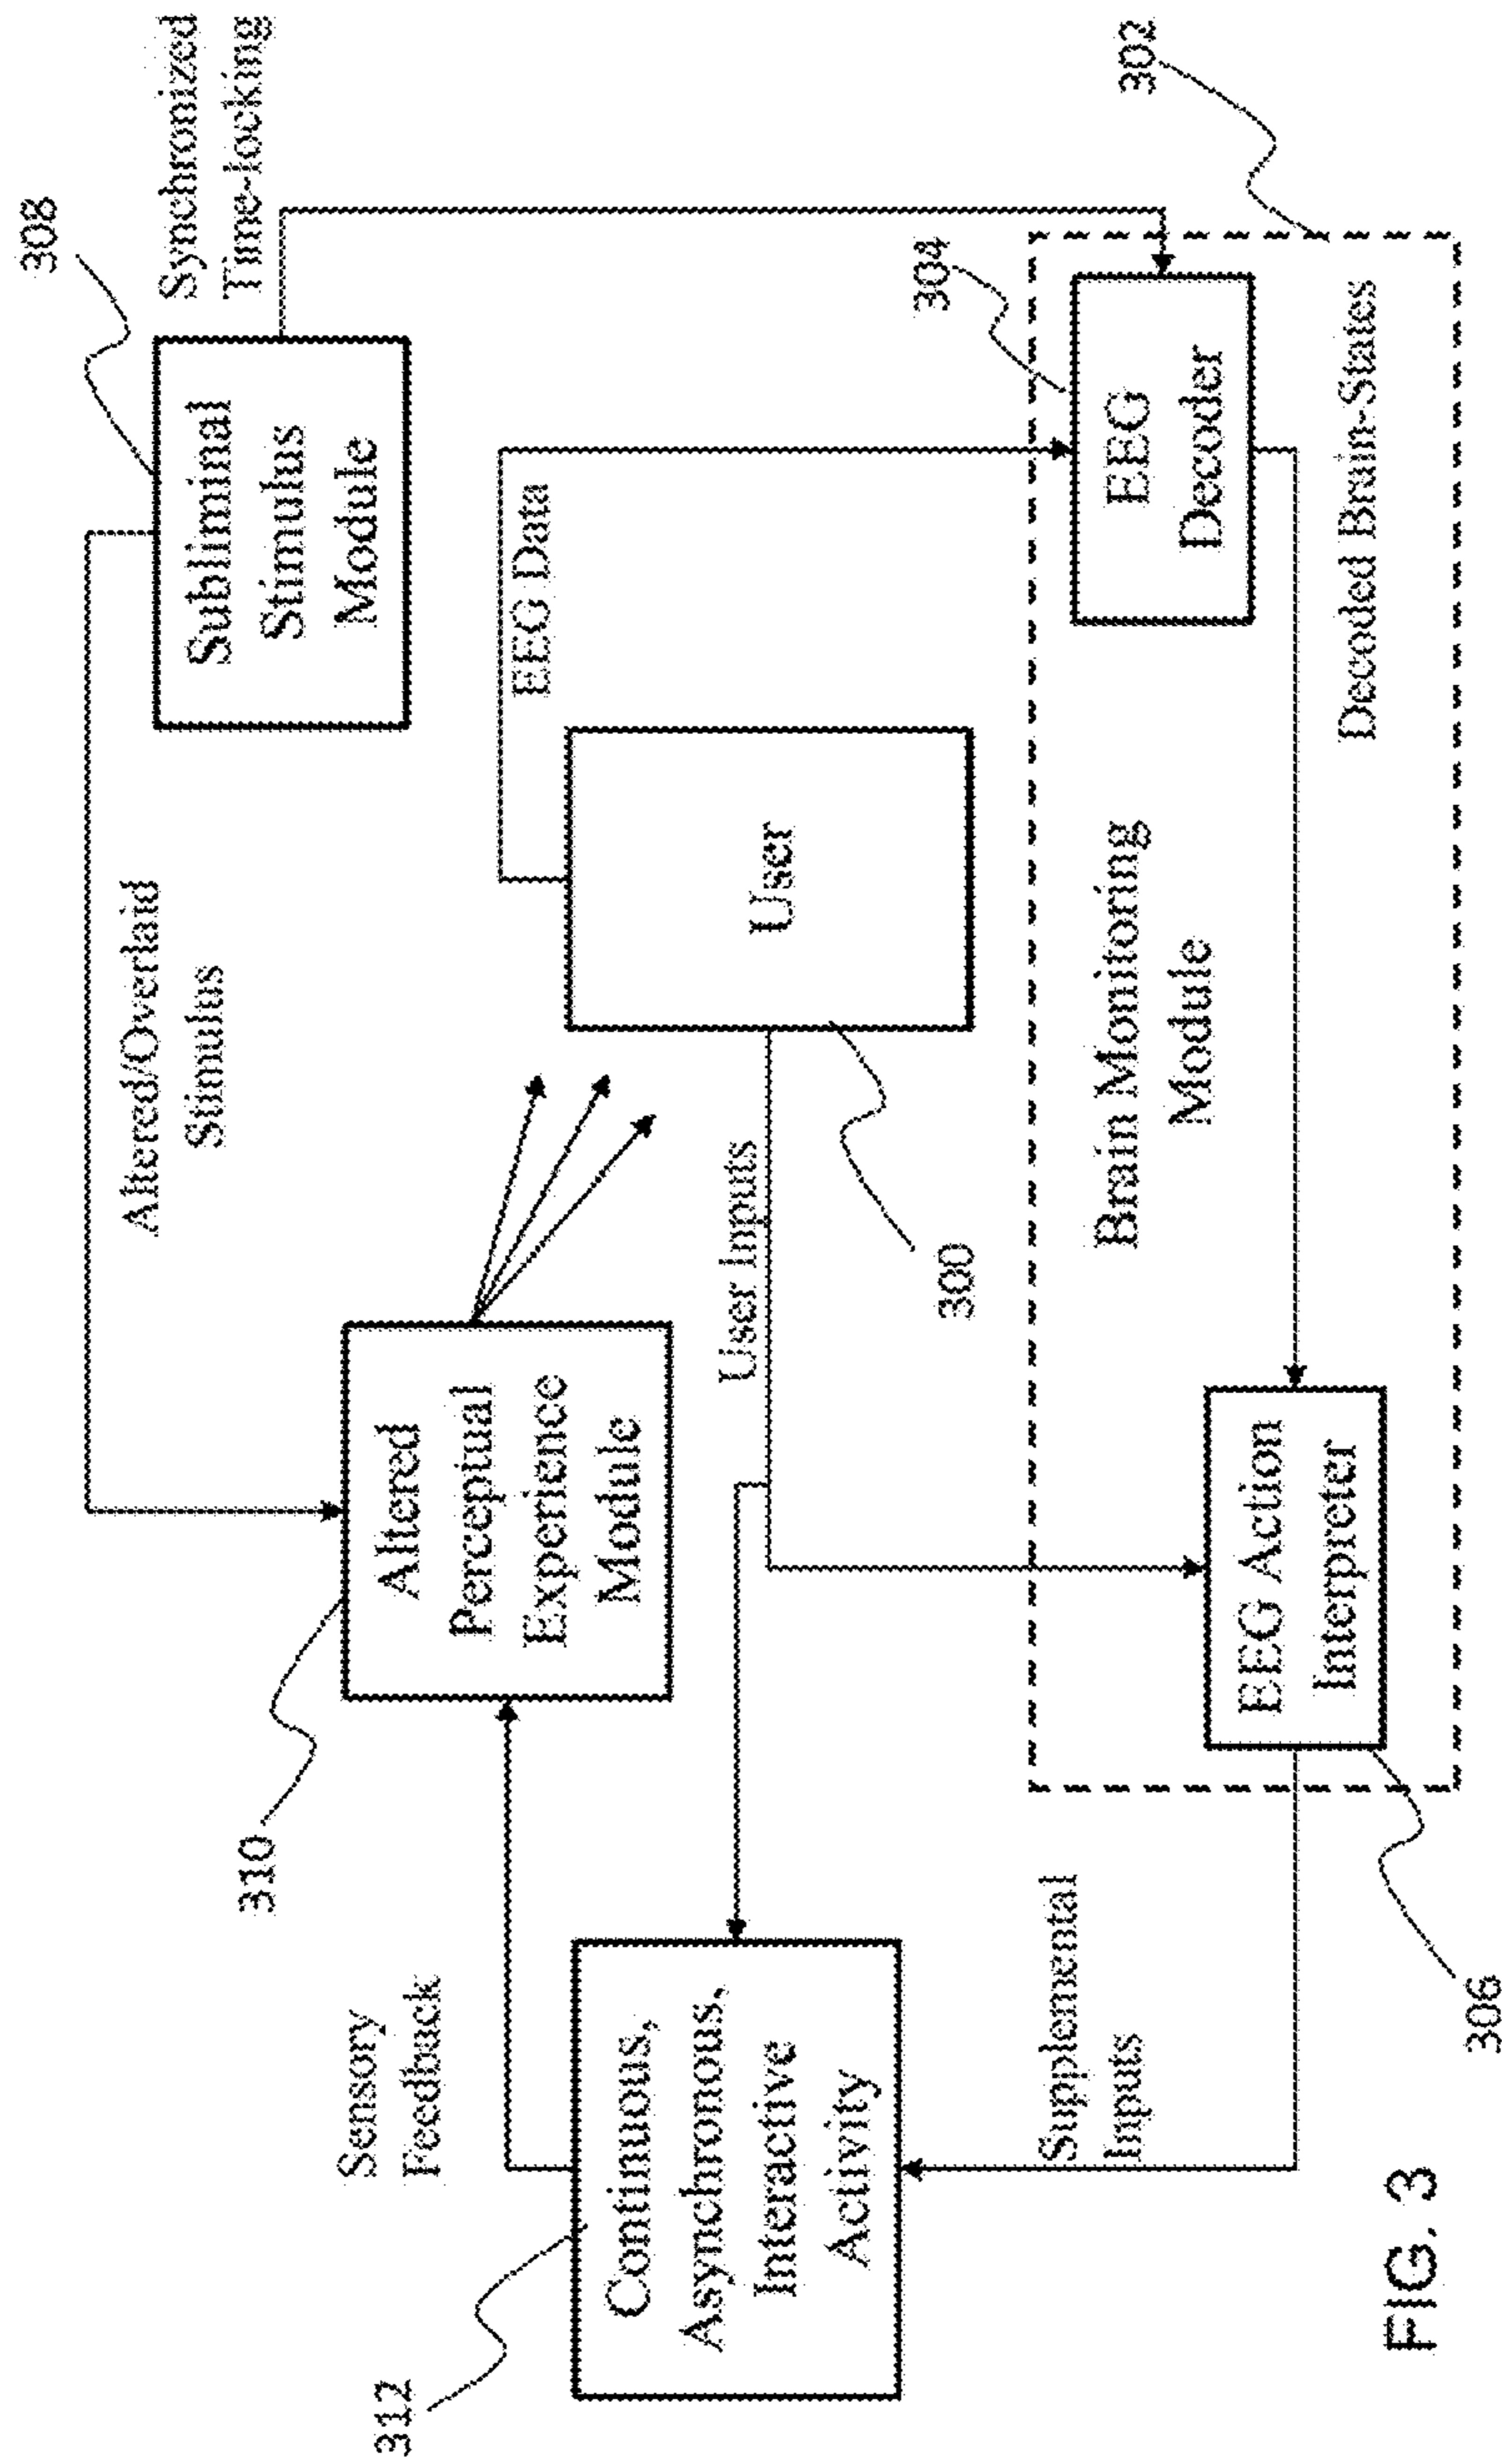 308
Synchronized
Time-locking
302
Subliminal
Stimulus
Module
304
Altered/Overlaid
Stimulus
EEG Data
EEG
Decoder
Decoded Brain-States
User
Brain Monitoring
Module
310
Altered
Perceptual
Experience
Module
User Inputs
300
EEG Action
Interpreter
Sensory
Feedback
Supplemental
Inputs
306
312
Continuous,
Asynchronous,
Interactive
Activity
FIG. 3